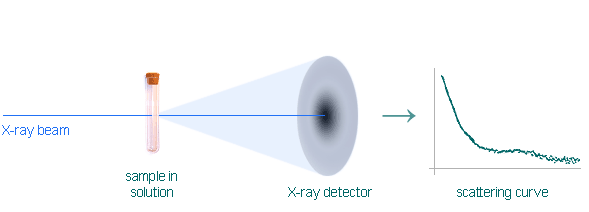 X-ray beam
sample in
solution
X-ray detector
scattering curve